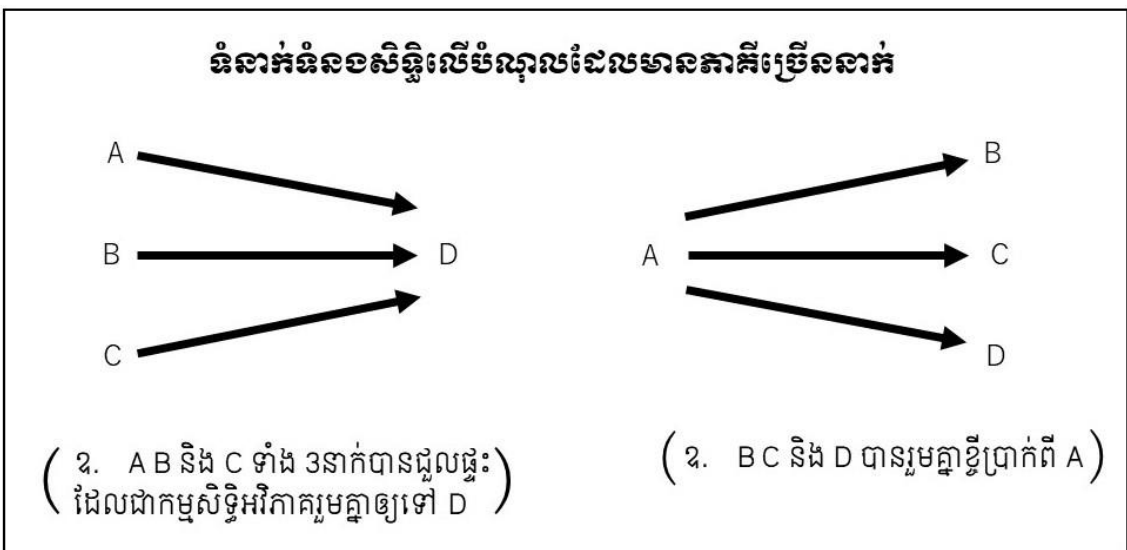 ទំនាក់ទំនងសិទ្ធិលើបំណុលដែលមានភាគីច្រើននាក់
A
B
C
D
A
B
C
D
(ឧ. A B និង C ទាំង 3នាក់បានជួលផ្ទះ
ដែលជាកម្មសិទ្ធិអវិភាគរួមគ្នាឲ្យទៅ D)
(ឧ. B C និង D បានរួមគ្នាខ្ចីប្រាក់ពី A)